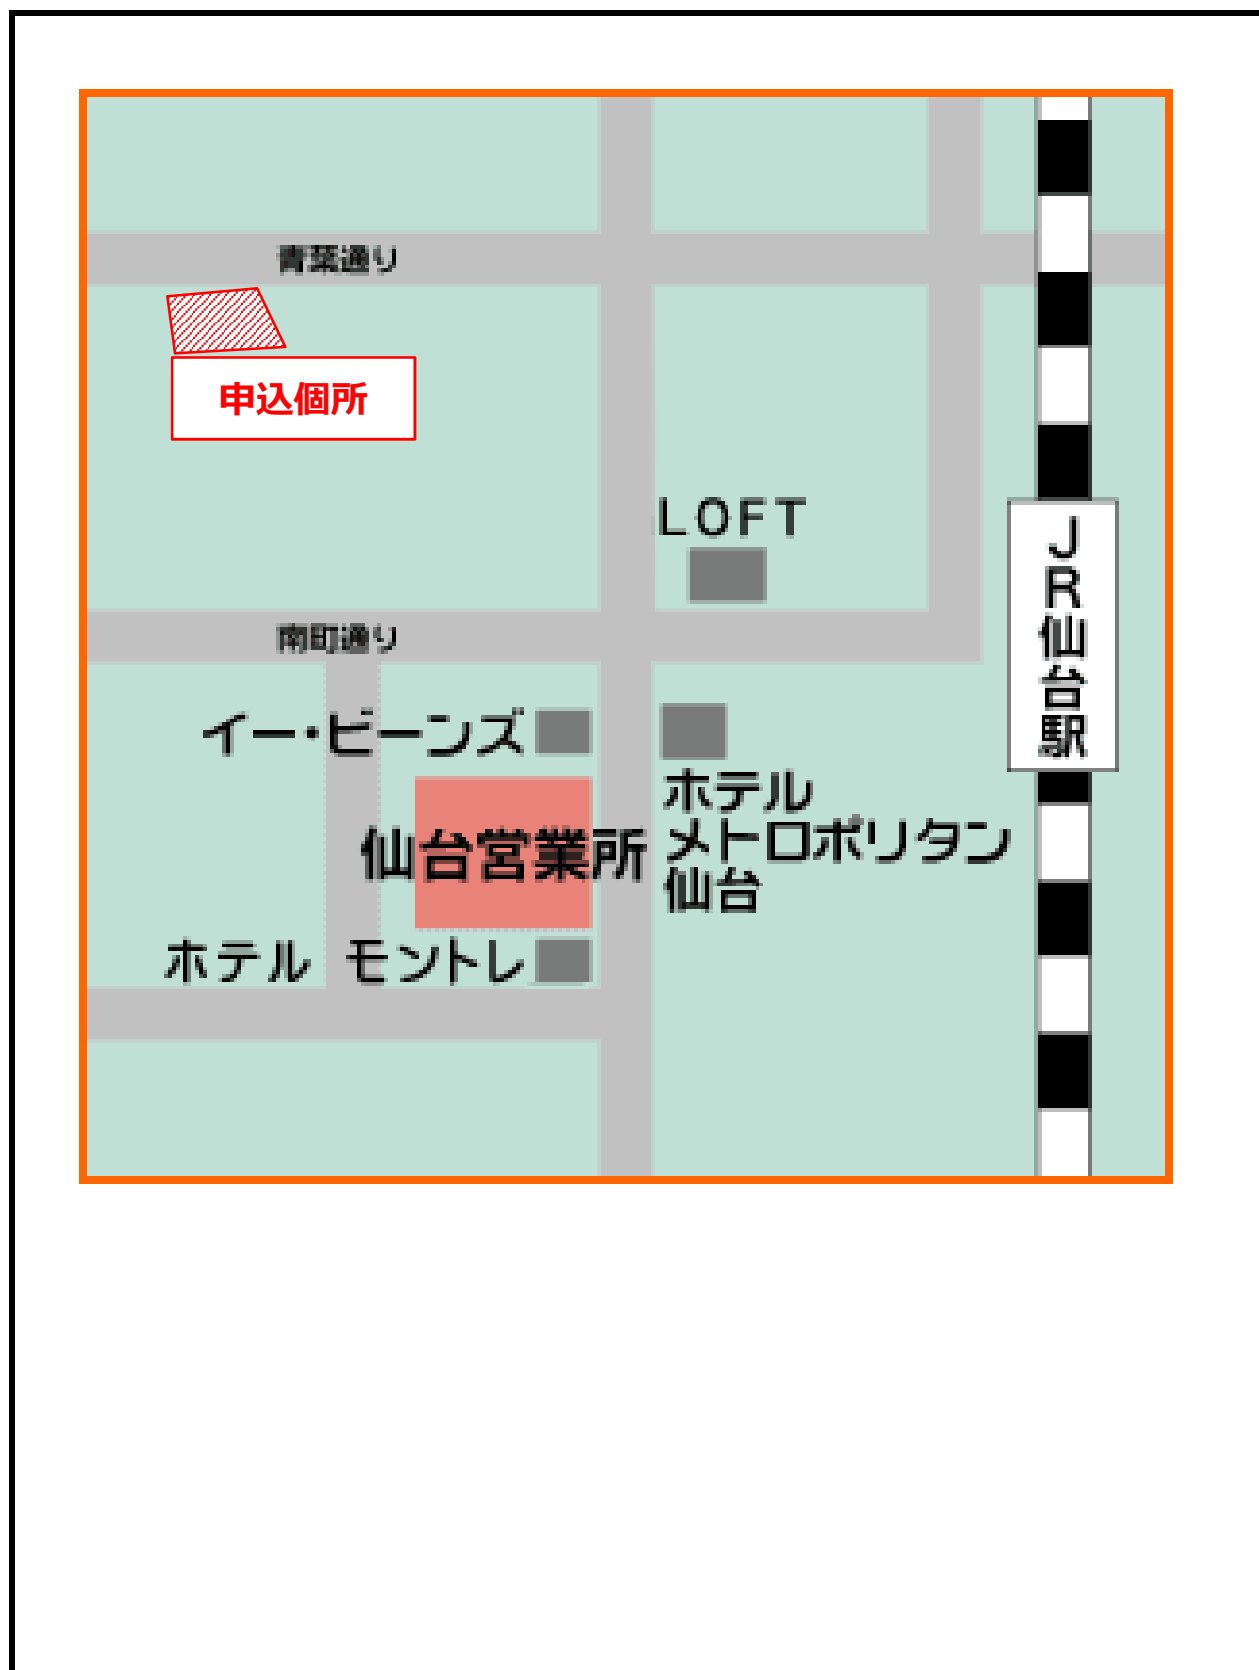 青葉通り
申込個所
LOFT
JR仙台駅
南町通り
イー・ビーンズ
ホテル
メトロポリタン
仙台
仙台営業所
ホテル モントレ